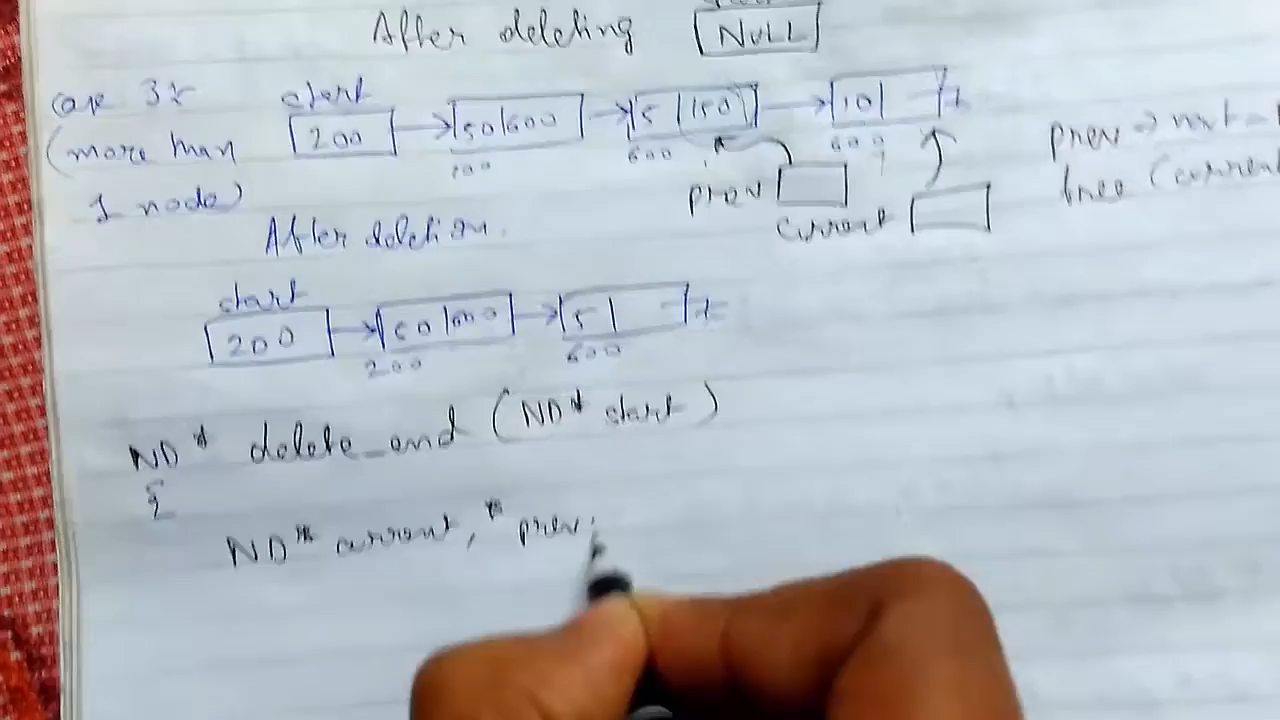 After deleting NULL
case 3:
(more than
1 node)
start
200 50|600 5|150 10|
200 600 600
prev
current
prev → next
free (current
After deletion.
start
200 50|600 5|
200 600
ND* delete_end (ND* start)
{
ND* current, *prev;